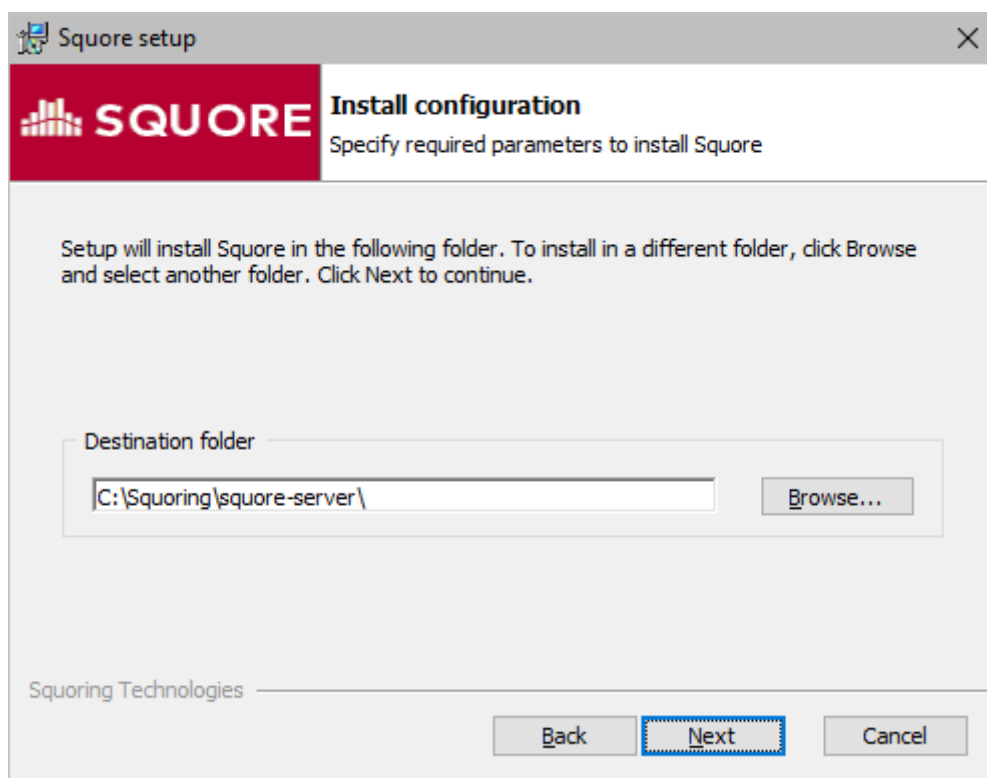 Squore setup
SQUORE
Install configuration
Specify required parameters to install Squore
Setup will install Squore in the following folder. To install in a different folder, click Browse
and select another folder. Click Next to continue.
Destination folder
C:\Squoring\squore-server\
Browse...
Squoring Technologies
Back
Next
Cancel